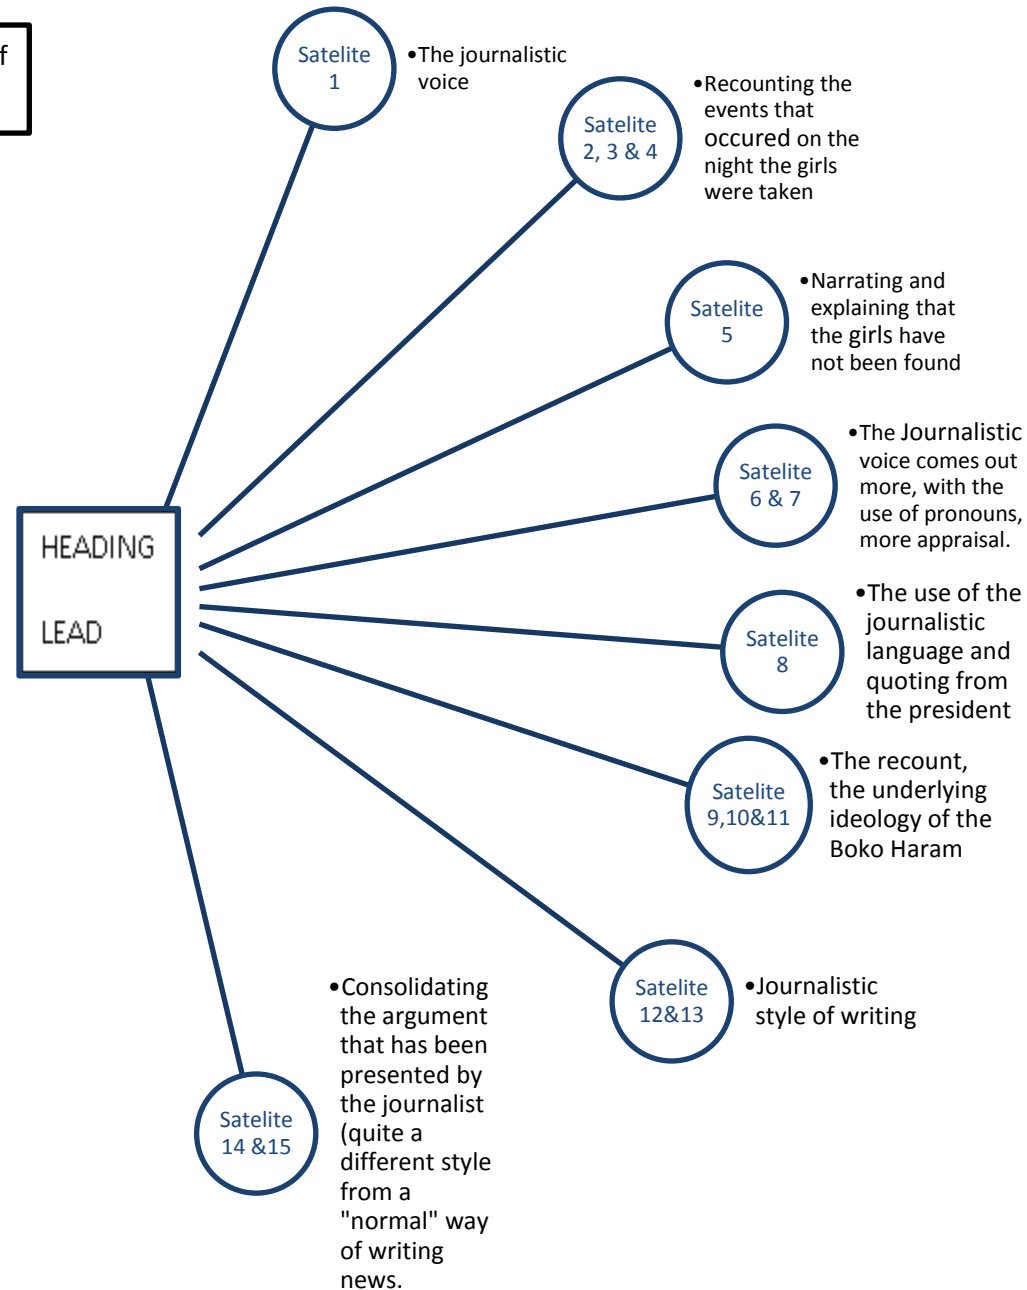 f
Satelite
1
•The journalistic
voice
Satelite
2, 3 & 4
•Recounting the
events that
occured on the
night the girls
were taken
Satelite
5
•Narrating and
explaining that
the girls have
not been found
Satelite
6 & 7
•The Journalistic
voice comes out
more, with the
use of pronouns,
more appraisal.
HEADING
LEAD
Satelite
8
•The use of the
journalistic
language and
quoting from
the president
Satelite
9,10&11
•The recount,
the underlying
ideology of the
Boko Haram
Satelite
12&13
•Journalistic
style of writing
Satelite
14 &15
•Consolidating
the argument
that has been
presented by
the journalist
(quite a
different style
from a
"normal" way
of writing
news.